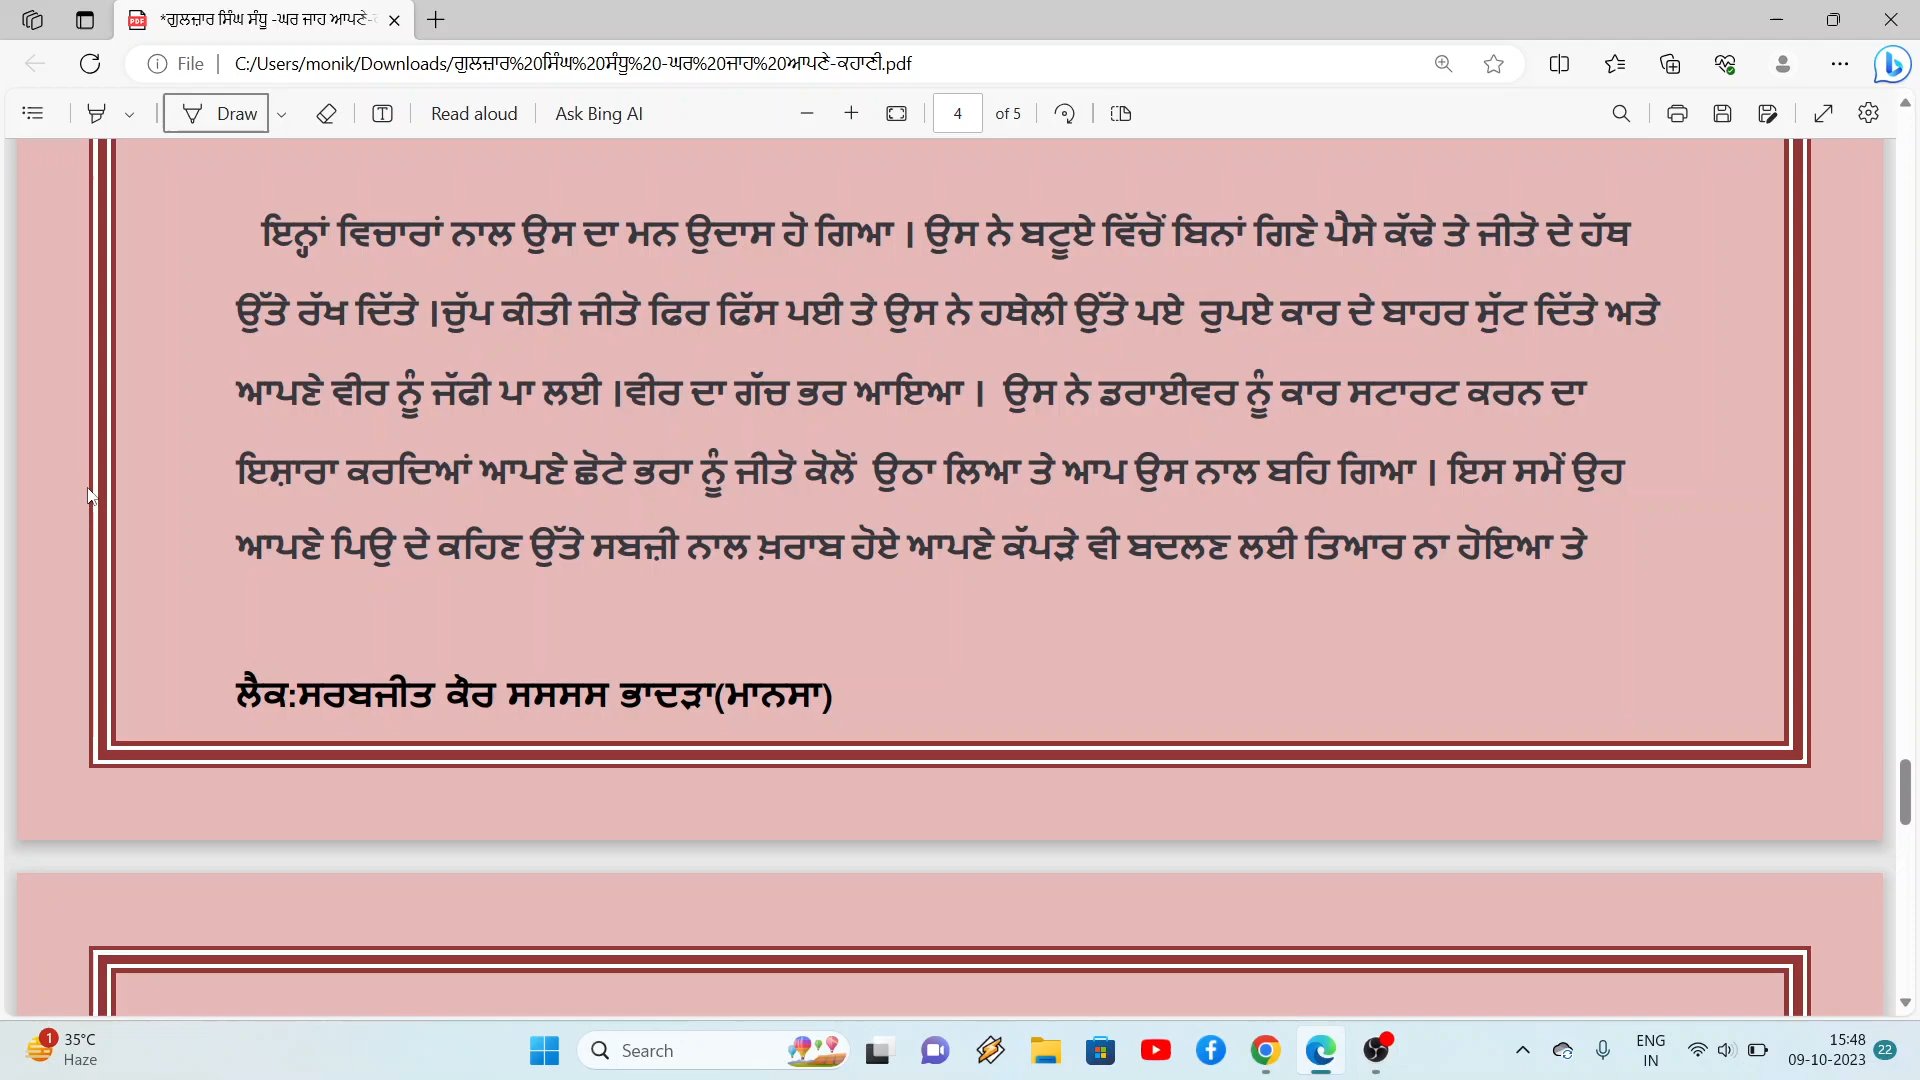 *ਗੁਲਜ਼ਾਰ ਸਿੰਘ ਸੰਧੂ -ਘਰ ਜਾਹ ਆਪਣੇ-
File
C:/Users/monik/Downloads/ਗੁਲਜ਼ਾਰ%20ਸਿੰਘ%20ਸੰਧੂ%20-ਘਰ%20ਜਾਹ%20ਆਪਣੇ-ਕਹਾਣੀ.pdf
Draw
Read aloud
Ask Bing AI
4 of 5
ਇਨ੍ਹਾਂ ਵਿਚਾਰਾਂ ਨਾਲ ਉਸ ਦਾ ਮਨ ਉਦਾਸ ਹੋ ਗਿਆ । ਉਸ ਨੇ ਬਟੂਏ ਵਿੱਚੋਂ ਬਿਨਾਂ ਗਿਣੇ ਪੈਸੇ ਕੱਢੇ ਤੇ ਜੀਤੋ ਦੇ ਹੱਥ
ਉੱਤੇ ਰੱਖ ਦਿੱਤੇ ।ਚੁੱਪ ਕੀਤੀ ਜੀਤੋ ਫਿਰ ਫਿੱਸ ਪਈ ਤੇ ਉਸ ਨੇ ਹਥੇਲੀ ਉੱਤੇ ਪਏ ਰੁਪਏ ਕਾਰ ਦੇ ਬਾਹਰ ਸੁੱਟ ਦਿੱਤੇ ਅਤੇ
ਆਪਣੇ ਵੀਰ ਨੂੰ ਜੱਫੀ ਪਾ ਲਈ ।ਵੀਰ ਦਾ ਗੱਚ ਭਰ ਆਇਆ । ਉਸ ਨੇ ਡਰਾਈਵਰ ਨੂੰ ਕਾਰ ਸਟਾਰਟ ਕਰਨ ਦਾ
ਇਸ਼ਾਰਾ ਕਰਦਿਆਂ ਆਪਣੇ ਛੋਟੇ ਭਰਾ ਨੂੰ ਜੀਤੋ ਕੋਲੋਂ ਉਠਾ ਲਿਆ ਤੇ ਆਪ ਉਸ ਨਾਲ ਬਹਿ ਗਿਆ । ਇਸ ਸਮੇਂ ਉਹ
ਆਪਣੇ ਪਿਉ ਦੇ ਕਹਿਣ ਉੱਤੇ ਸਬਜ਼ੀ ਨਾਲ ਖ਼ਰਾਬ ਹੋਏ ਆਪਣੇ ਕੱਪੜੇ ਵੀ ਬਦਲਣ ਲਈ ਤਿਆਰ ਨਾ ਹੋਇਆ ਤੇ
ਲੈਕ:ਸਰਬਜੀਤ ਕੌਰ ਸਸਸਸ ਭਾਦੜਾ(ਮਾਨਸਾ)
1
35°C
Haze
Search
ENG
IN
15:48
09-10-2023
22